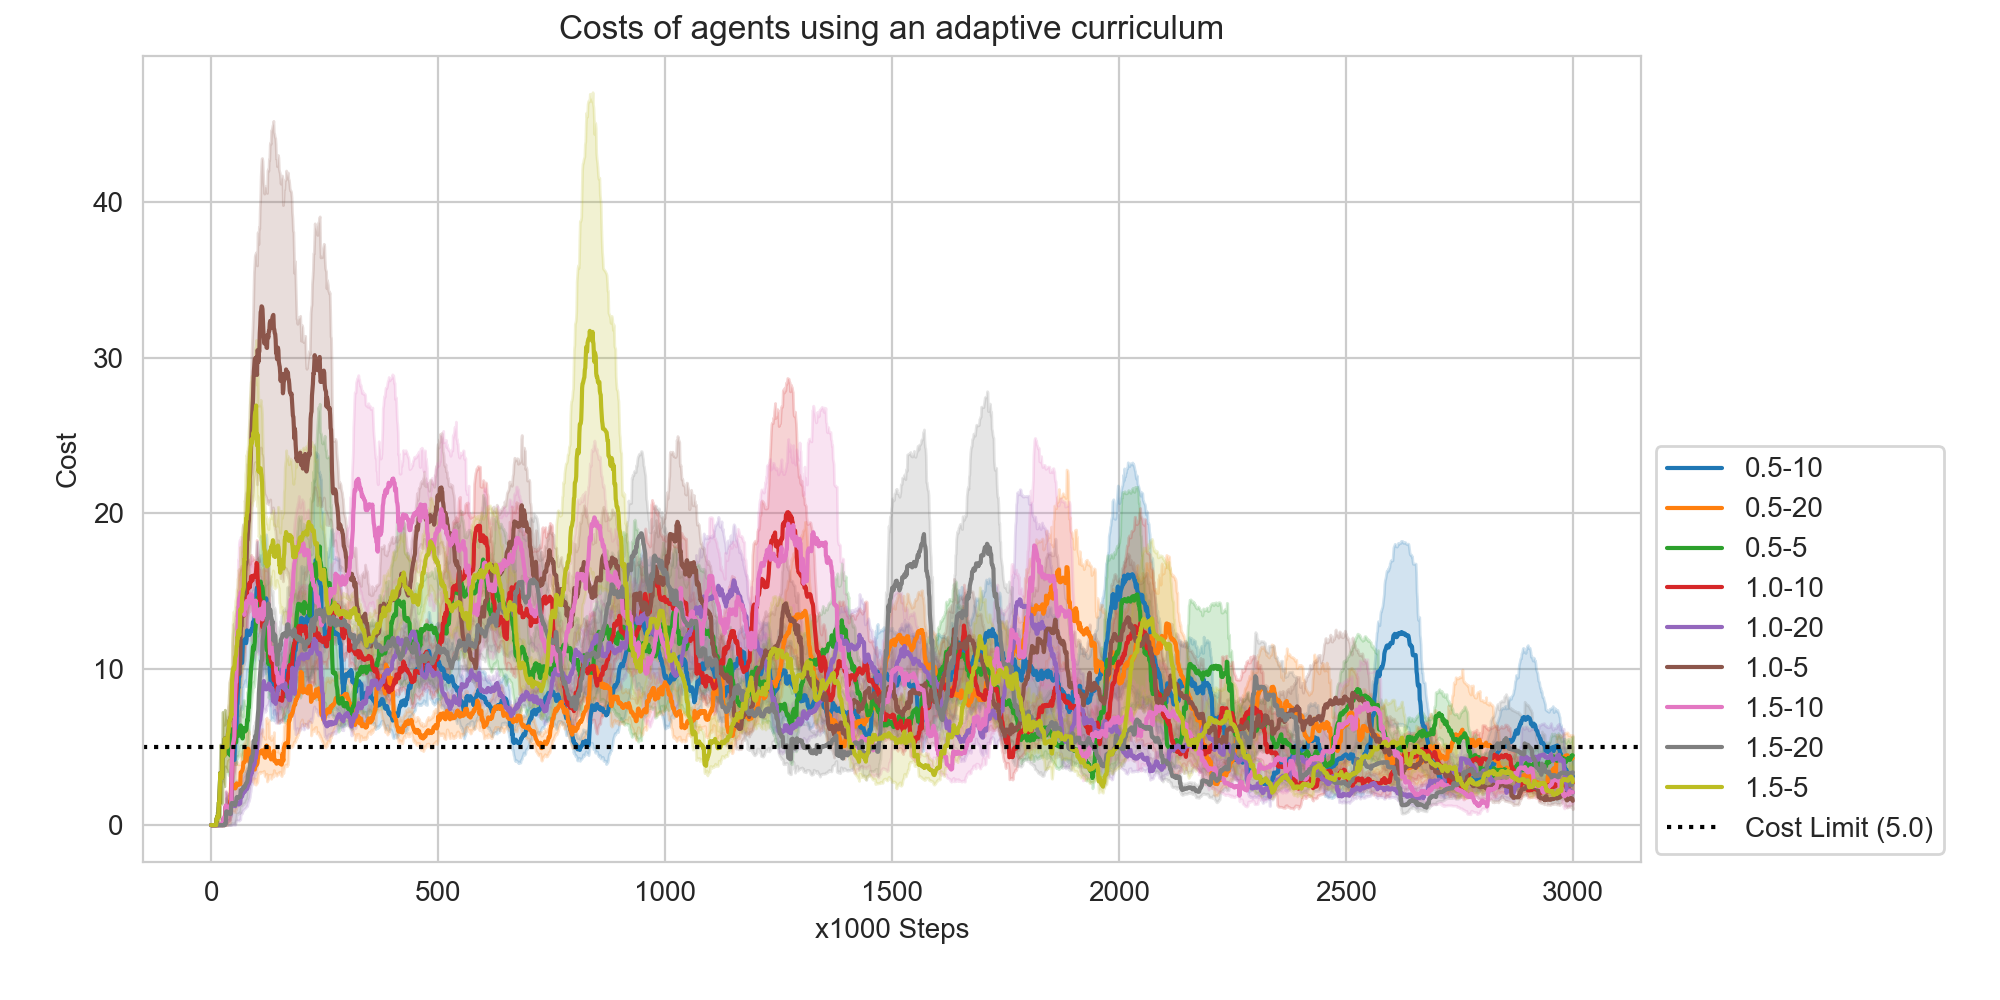 Costs of agents using an adaptive curriculum
Cost
40
30
20
10
0
0 500 1000 1500 2000 2500 3000
x1000 Steps
0.5-10
0.5-20
0.5-5
1.0-10
1.0-20
1.0-5
1.5-10
1.5-20
1.5-5
Cost Limit (5.0)